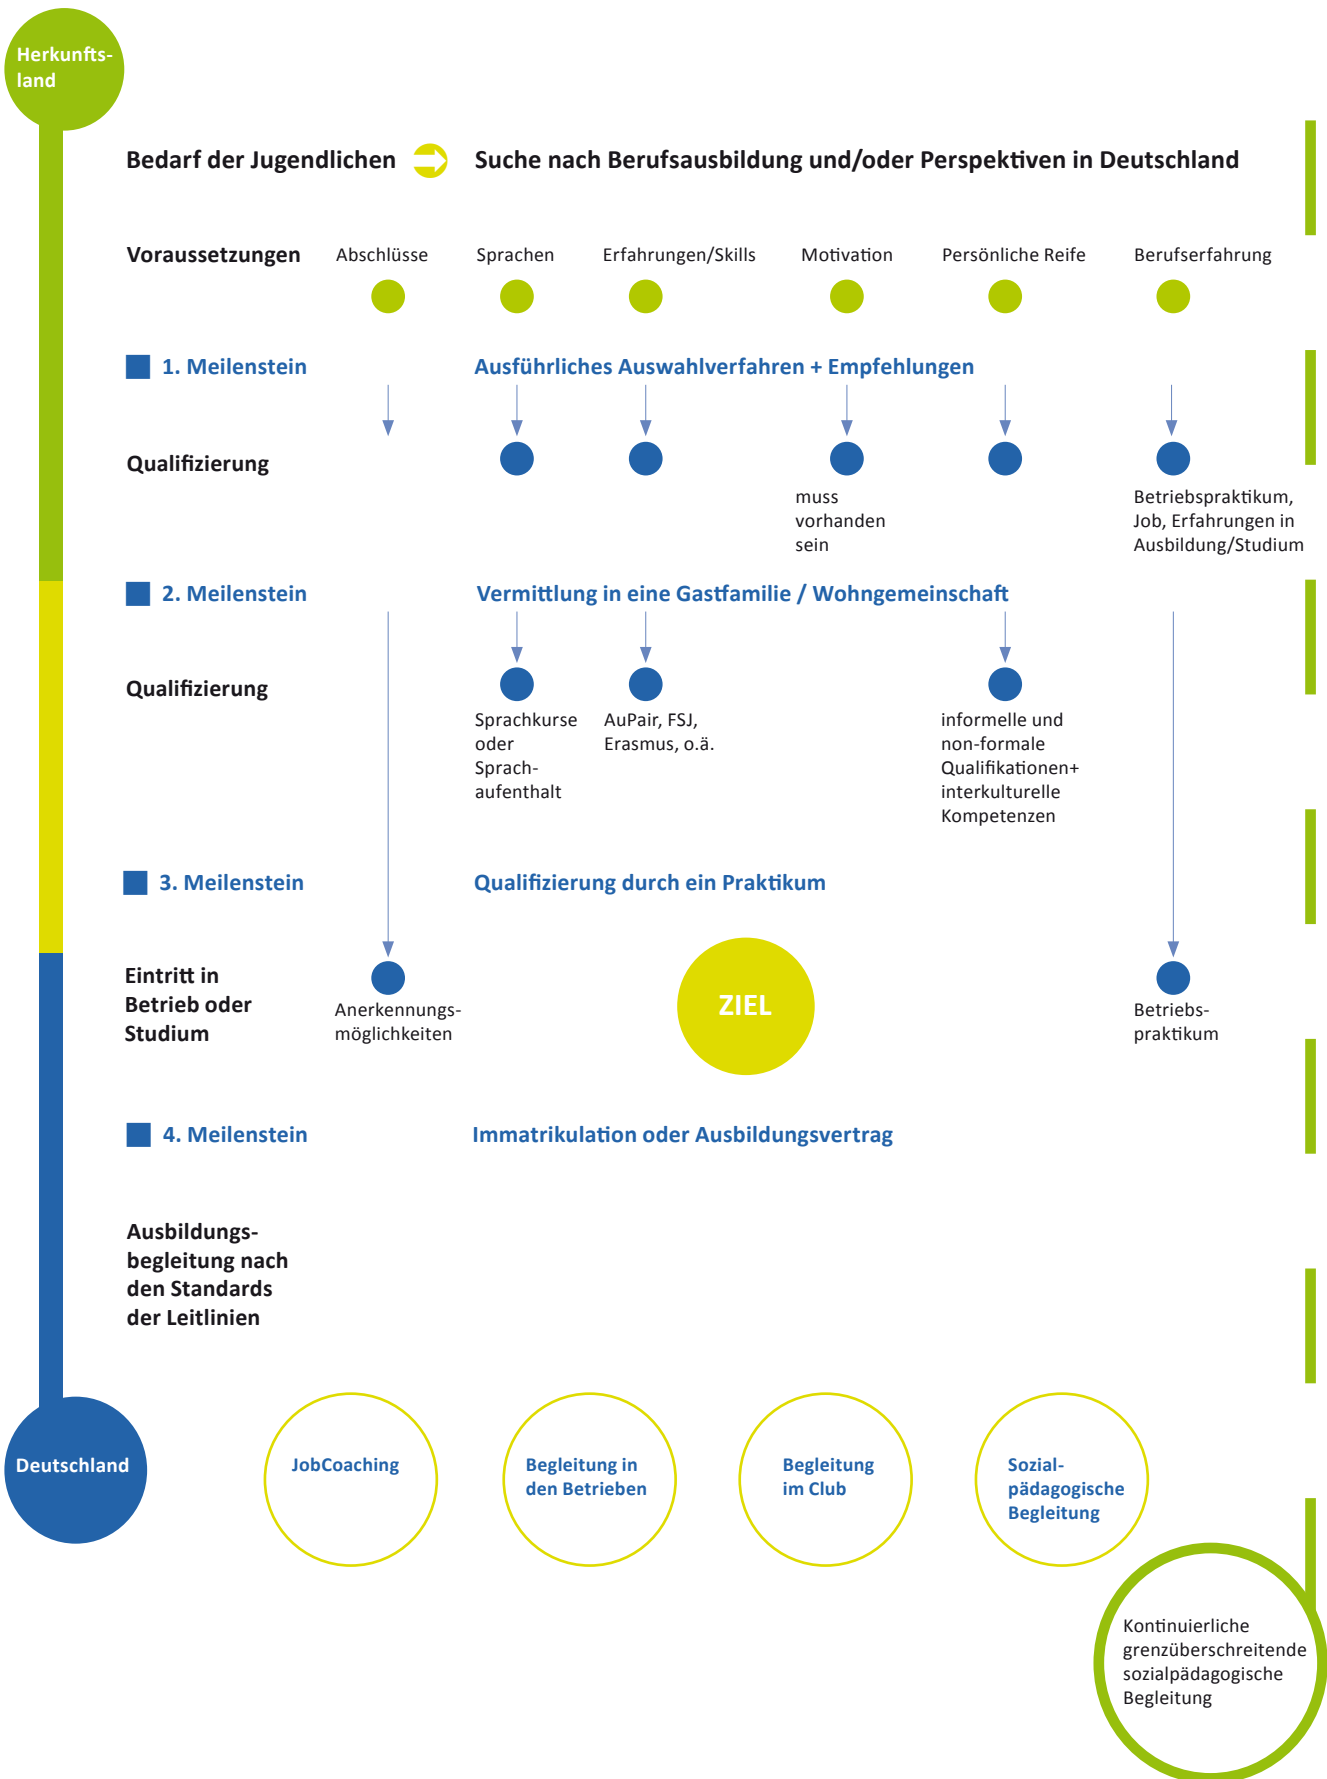 Herkunfts-
land
Bedarf der Jugendlichen
Suche nach Berufsausbildung und/oder Perspektiven in Deutschland
Voraussetzungen
Abschlüsse
Sprachen
Erfahrungen/Skills
Motivation
Persönliche Reife
Berufserfahrung
1. Meilenstein
Ausführliches Auswahlverfahren + Empfehlungen
Qualifizierung
muss
vorhanden
sein
Betriebspraktikum,
Job, Erfahrungen in
Ausbildung/Studium
2. Meilenstein
Vermittlung in eine Gastfamilie / Wohngemeinschaft
Qualifizierung
Sprachkurse
oder
Sprach-
aufenthalt
AuPair, FSJ,
Erasmus, o.ä.
informelle und
non-formale
Qualifikationen+
interkulturelle
Kompetenzen
3. Meilenstein
Qualifizierung durch ein Praktikum
Eintritt in
Betrieb oder
Studium
Anerkennungs-
möglichkeiten
ZIEL
Betriebs-
praktikum
4. Meilenstein
Immatrikulation oder Ausbildungsvertrag
Ausbildungs-
begleitung nach
den Standards
der Leitlinien
Deutschland
JobCoaching
Begleitung in
den Betrieben
Begleitung
im Club
Sozial-
pädagogische
Begleitung
Kontinuierliche
grenzüberschreitende
sozialpädagogische
Begleitung